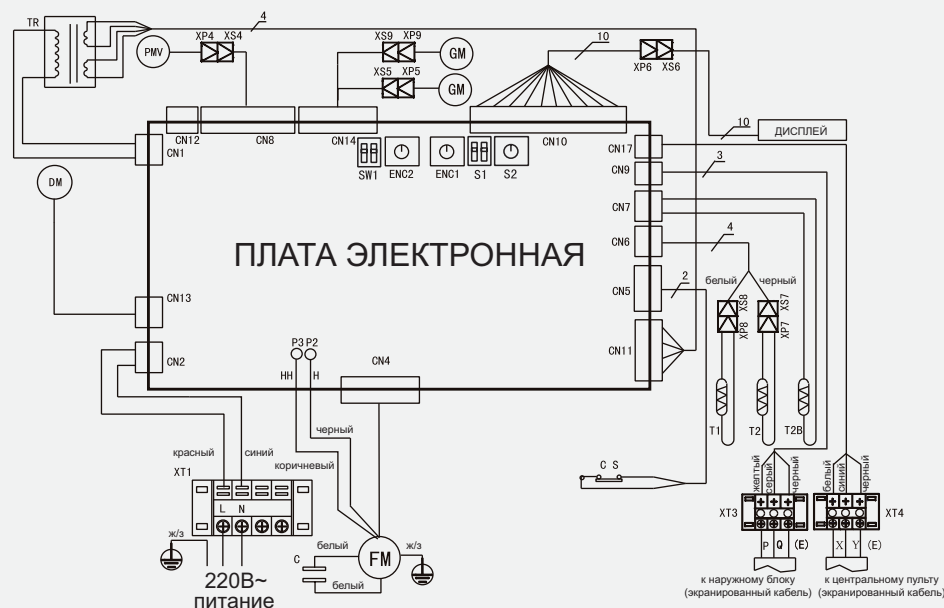 TR
4
PMV
XP4 XS4
XS9 XP9
GM
XS5 XP5
GM
10
XP6 XS6
10
ДИСПЛЕЙ
CN12
CN8
CN14
CN10
CN1
CN17
SW1
ENC2
ENC1
S1
S2
3
CN9
DM
CN7
4
CN6
ПЛАТА ЭЛЕКТРОННАЯ
белый
черный
CN13
CN5
2
XS8
XP8
XS7
XP7
CN2
P3 P2
CN4
CN11
HH
H
T1
T2
T2B
черный
красный
синий
коричневый
XT1
C S
желтый
серый
черный
белый
синий
черный
L N
XT3
XT4
ж/з
белый
C
FM
ж/з
белый
P Q (E)
X Y (E)
220В~
питание
к наружному блоку
(экранированный кабель)
к центральному пульту
(экранированный кабель)